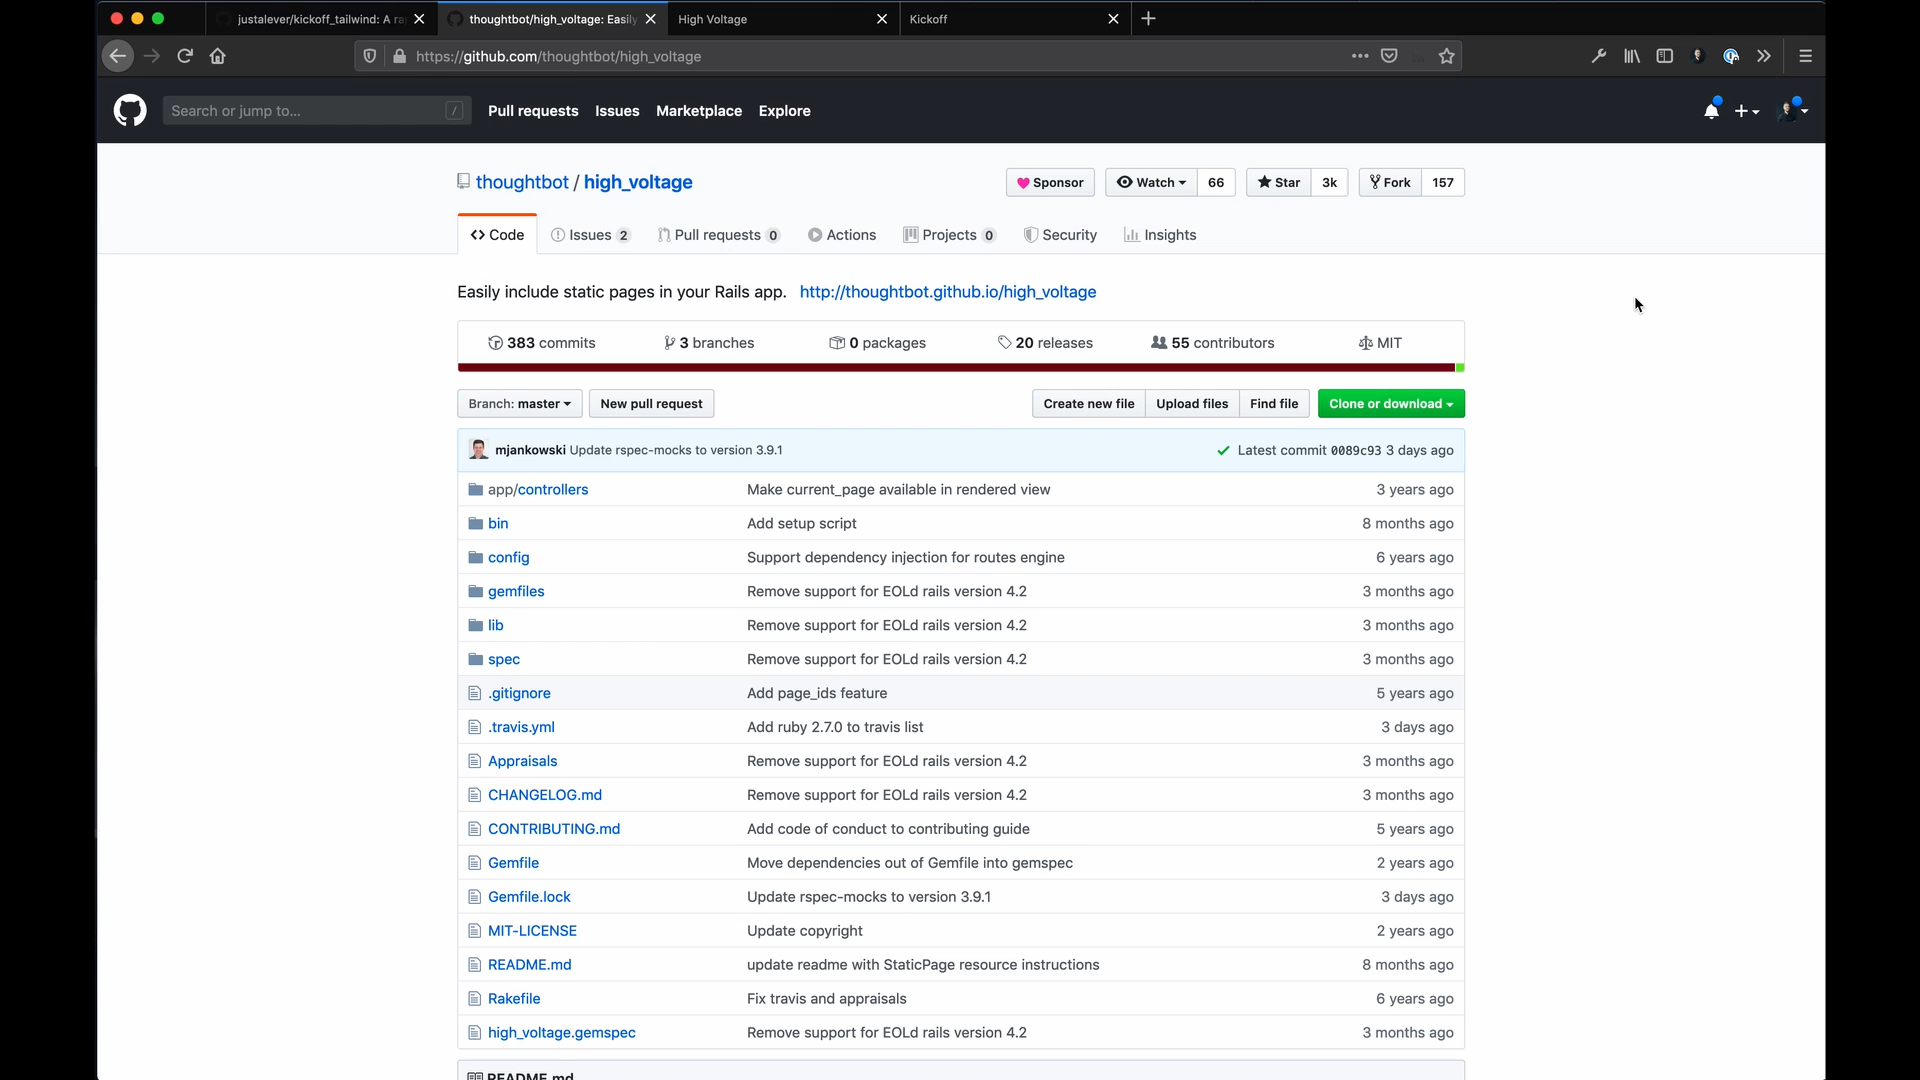 justalever/kickoff_tailwind: A ra
thoughtbot/high_voltage: Easily
High Voltage
Kickoff
https://github.com/thoughtbot/high_voltage
Search or jump to...
/
Pull requests
Issues
Marketplace
Explore
thoughtbot / high_voltage
Sponsor
Watch
66
Star
3k
Fork
157
Code
Issues 2
Pull requests 0
Actions
Projects 0
Security
Insights
Easily include static pages in your Rails app. http://thoughtbot.github.io/high_voltage
383 commits
3 branches
0 packages
20 releases
55 contributors
MIT
Branch: master
New pull request
Create new file
Upload files
Find file
Clone or download
mjankowski Update rspec-mocks to version 3.9.1
Latest commit 0089c93 3 days ago
app/controllers Make current_page available in rendered view 3 years ago
bin Add setup script 8 months ago
config Support dependency injection for routes engine 6 years ago
gemfiles Remove support for EOLd rails version 4.2 3 months ago
lib Remove support for EOLd rails version 4.2 3 months ago
spec Remove support for EOLd rails version 4.2 3 months ago
.gitignore Add page_ids feature 5 years ago
.travis.yml Add ruby 2.7.0 to travis list 3 days ago
Appraisals Remove support for EOLd rails version 4.2 3 months ago
CHANGELOG.md Remove support for EOLd rails version 4.2 3 months ago
CONTRIBUTING.md Add code of conduct to contributing guide 5 years ago
Gemfile Move dependencies out of Gemfile into gemspec 2 years ago
Gemfile.lock Update rspec-mocks to version 3.9.1 3 days ago
MIT-LICENSE Update copyright 2 years ago
README.md update readme with StaticPage resource instructions 8 months ago
Rakefile Fix travis and appraisals 6 years ago
high_voltage.gemspec Remove support for EOLd rails version 4.2 3 months ago
README.md